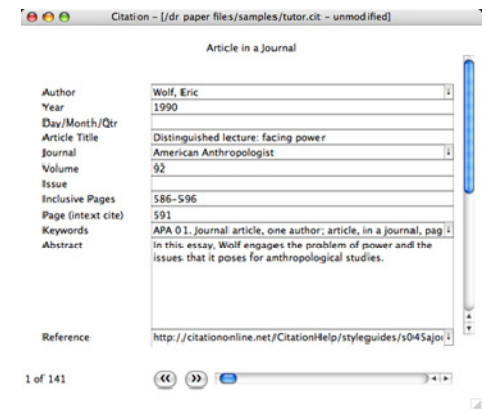 Citation - [/dr paper files/samples/tutor.cit - unmodified]
Article in a Journal
Author Wolf, Eric
Year 1990
Day/Month/Qtr
Article Title Distinguished lecture: facing power
Journal American Anthropologist
Volume 92
Issue
Inclusive Pages 586-596
Page (intext cite) 591
Keywords APA 01. Journal article, one author; article, in a journal, pag
Abstract In this essay, Wolf engages the problem of power and the
issues that it poses for anthropological studies.
Reference http://citationonline.net/CitationHelp/styleguides/s045ajou
1 of 141